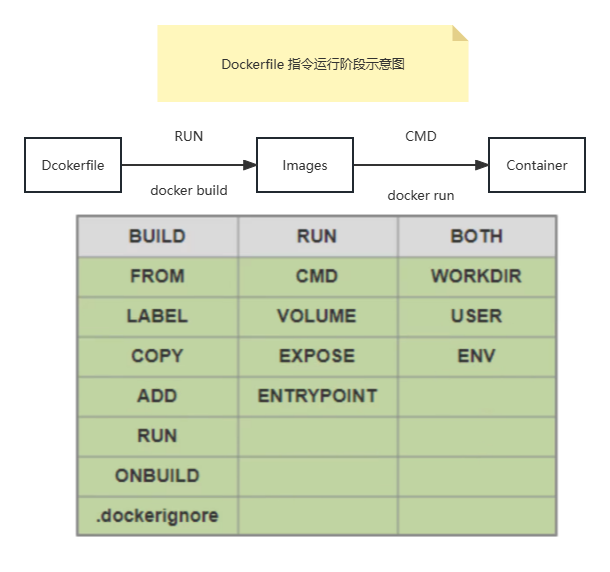 Dockerfile 指令运行阶段示意图
RUN CMD
Dcokerfile Images Container
docker build docker run
BUILD RUN BOTH
FROM CMD WORKDIR
LABEL VOLUME USER
COPY EXPOSE ENV
ADD ENTRYPOINT
RUN
ONBUILD
.dockerignore